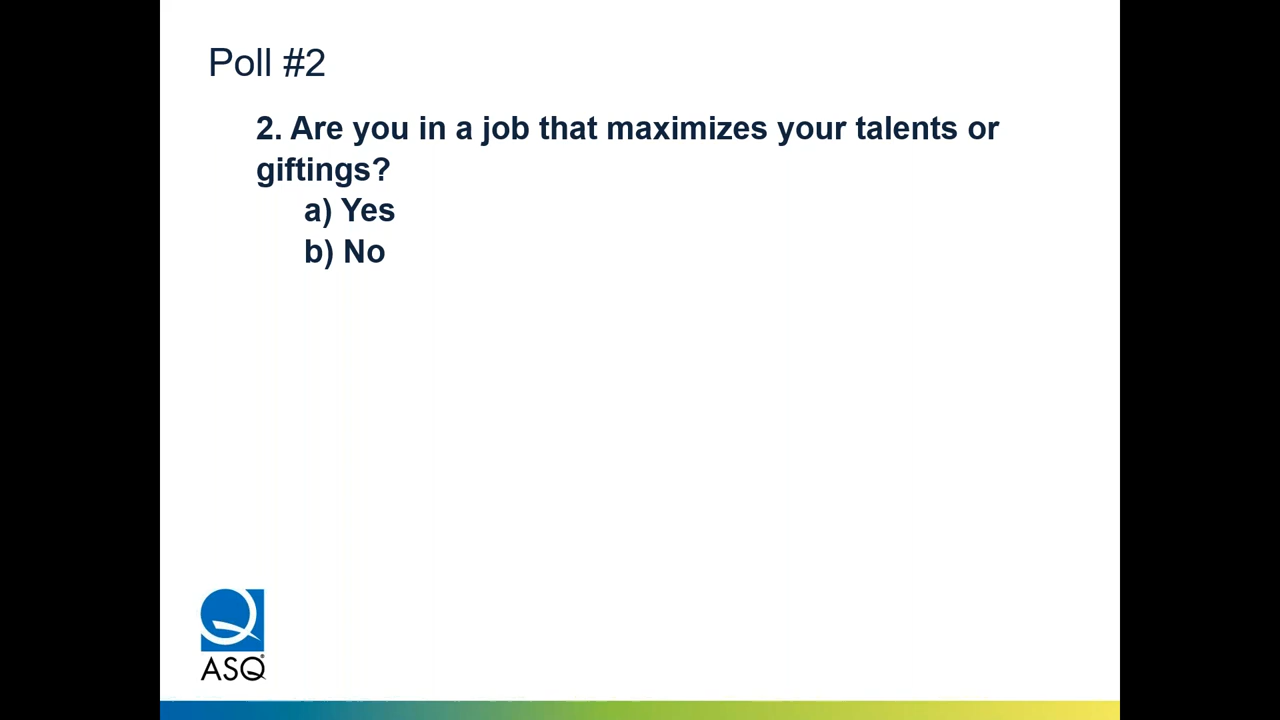 Poll #2
2. Are you in a job that maximizes your talents or
giftings?
a) Yes
b) No
ASQ®